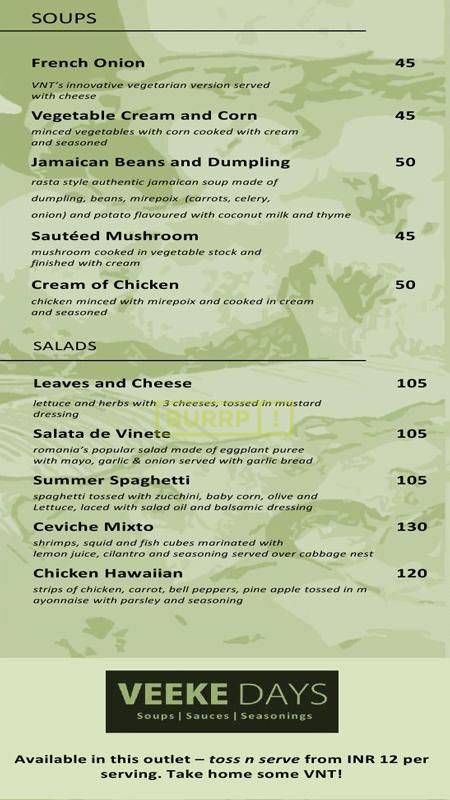 SOUPS
French Onion 45
VNT's innovative vegetarian version served
with cheese
Vegetable Cream and Corn 45
minced vegetables with corn cooked with cream
and seasoned
Jamaican Beans and Dumpling 50
rasta style authentic jamaican soup made of
dumpling, beans, mirepoix (carrots, celery,
onion) and potato flavoured with coconut milk and thyme
Sautéed Mushroom 45
mushroom cooked in vegetable stock and
finished with cream
Cream of Chicken 50
chicken minced with mirepoix and cooked in cream
and seasoned
SALADS
Leaves and Cheese 105
lettuce and herbs with 3 cheeses, tossed in mustard
dressing
BURRP!
Salata de Vinete 105
romania's popular salad made of eggplant puree
with mayo, garlic & onion served with garlic bread
Summer Spaghetti 105
spaghetti tossed with zucchini, baby corn, olive and
Lettuce, laced with salad oil and balsamic dressing
Ceviche Mixto 130
shrimps, squid and fish cubes marinated with
lemon juice, cilantro and seasoning served over cabbage nest
Chicken Hawaiian 120
strips of chicken, carrot, bell peppers, pine apple tossed in m
ayonnaise with parsley and seasoning
VEEKE DAYS
Soups | Sauces | Seasonings
Available in this outlet – toss n serve from INR 12 per
serving. Take home some VNT!